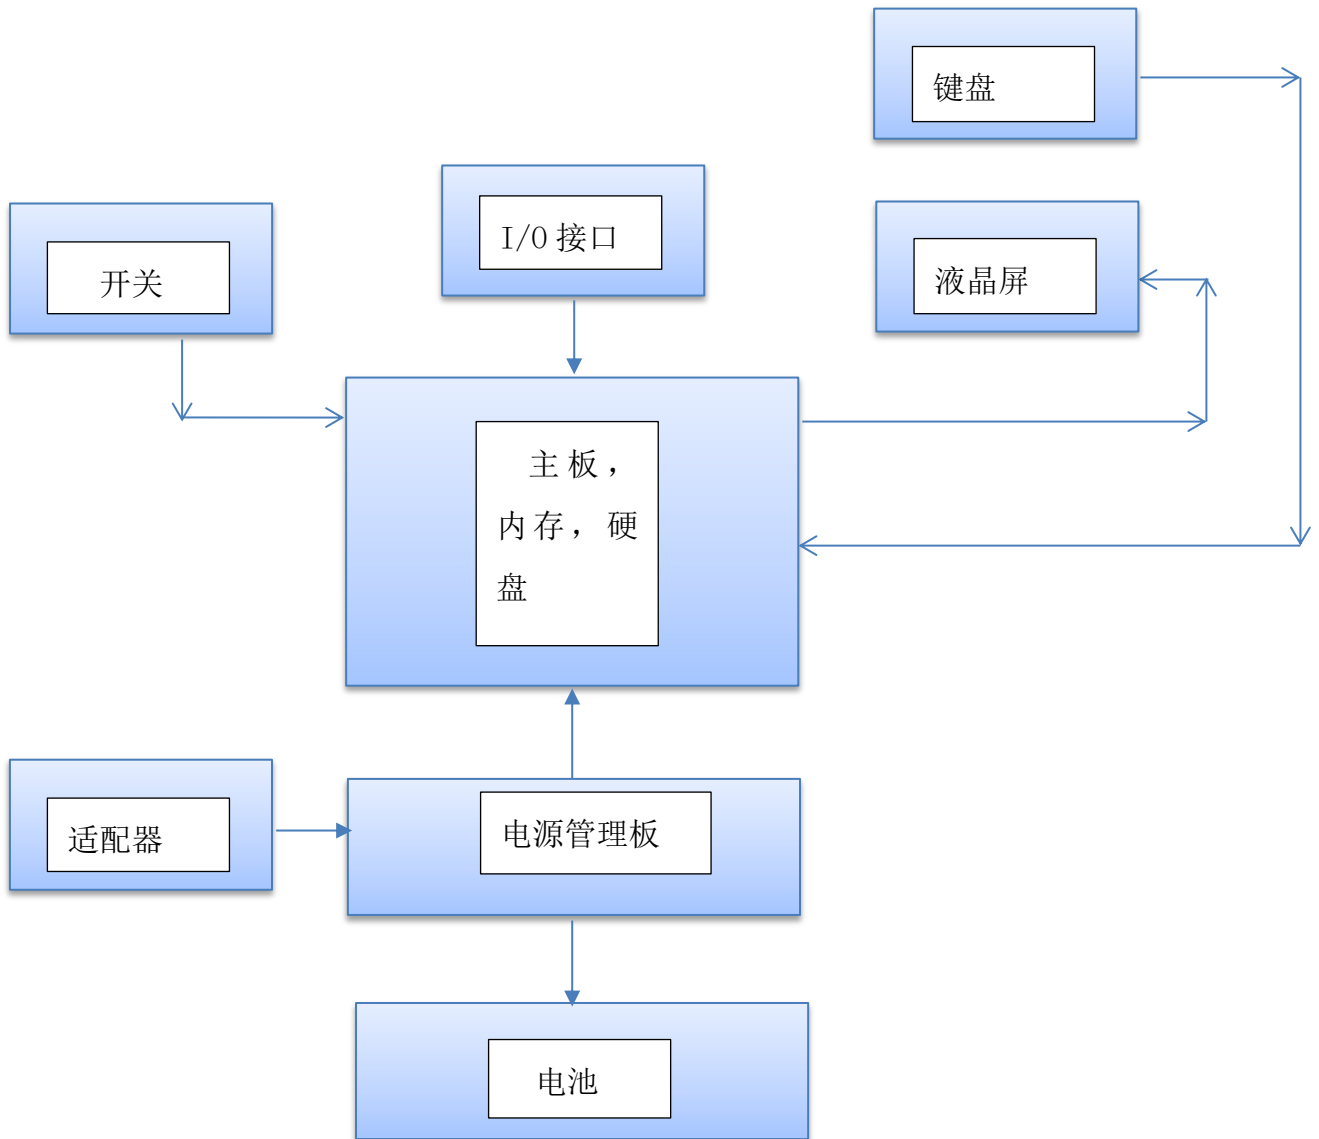 键盘
I/O 接口
开关
液晶屏
主板，
内存，硬
盘
适配器
电源管理板
电池